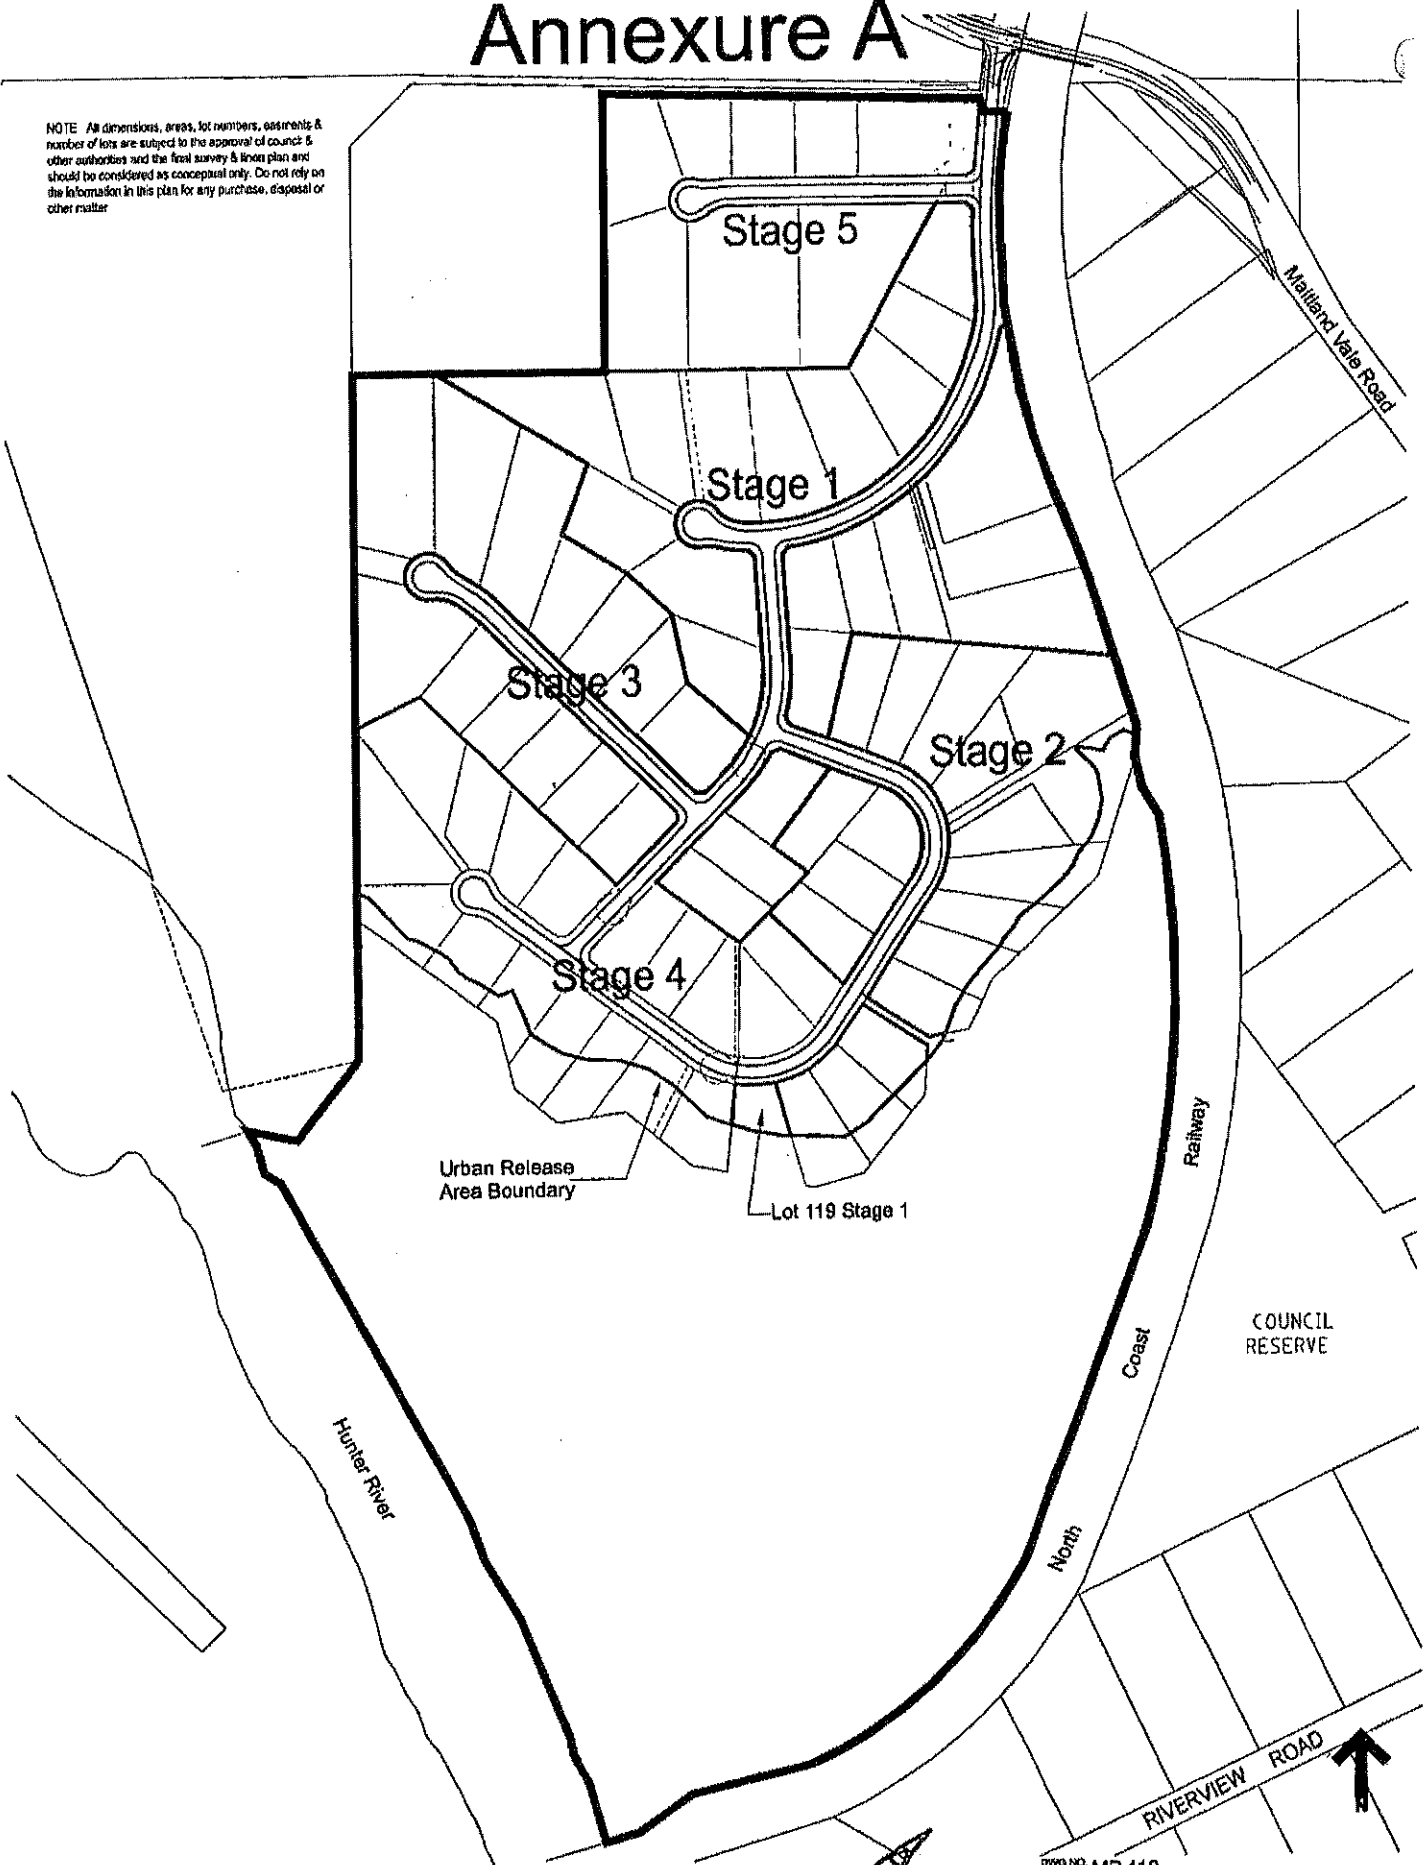 Annexure A
NOTE All dimensions, areas, lot numbers, easments &
number of lots are subject to the approval of council &
other authorities and the final survey & linen plan and
should be considered as conceptual only. Do not rely on
the information in this plan for any purchase, disposal or
other matter
Stage 5
Maitland Vale Road
Stage 1
Stage 3
Stage 2
Stage 4
Urban Release
Area Boundary
Lot 119 Stage 1
Railway
Coast
North
COUNCIL
RESERVE
Hunter River
RIVERVIEW ROAD